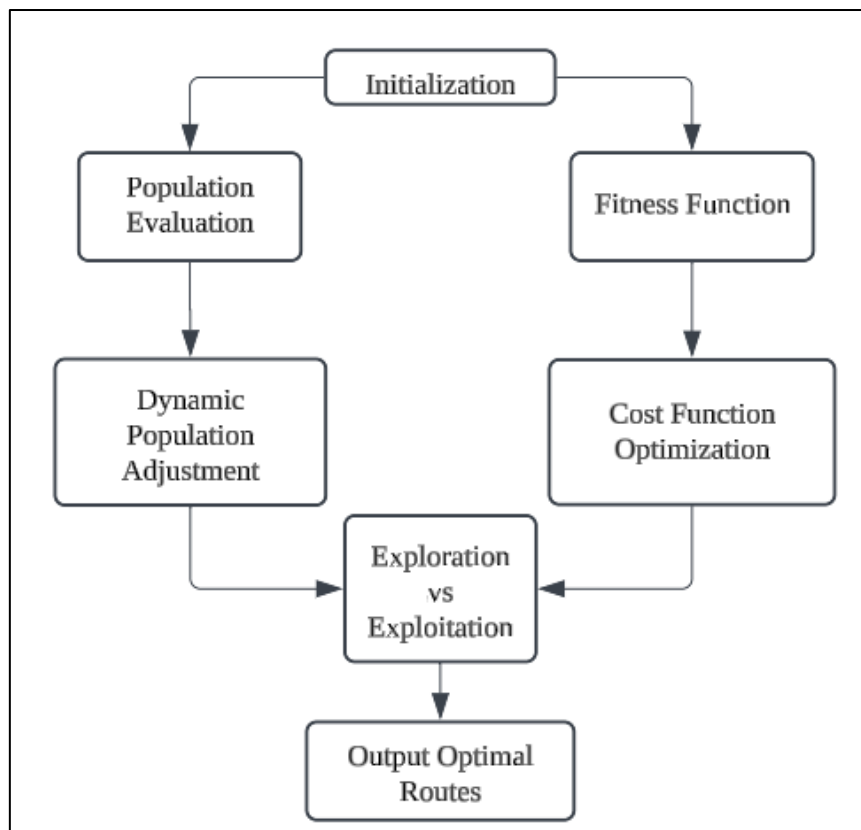 Initialization
Population
Evaluation
Fitness Function
Dynamic
Population
Adjustment
Cost Function
Optimization
Exploration
vs
Exploitation
Output Optimal
Routes